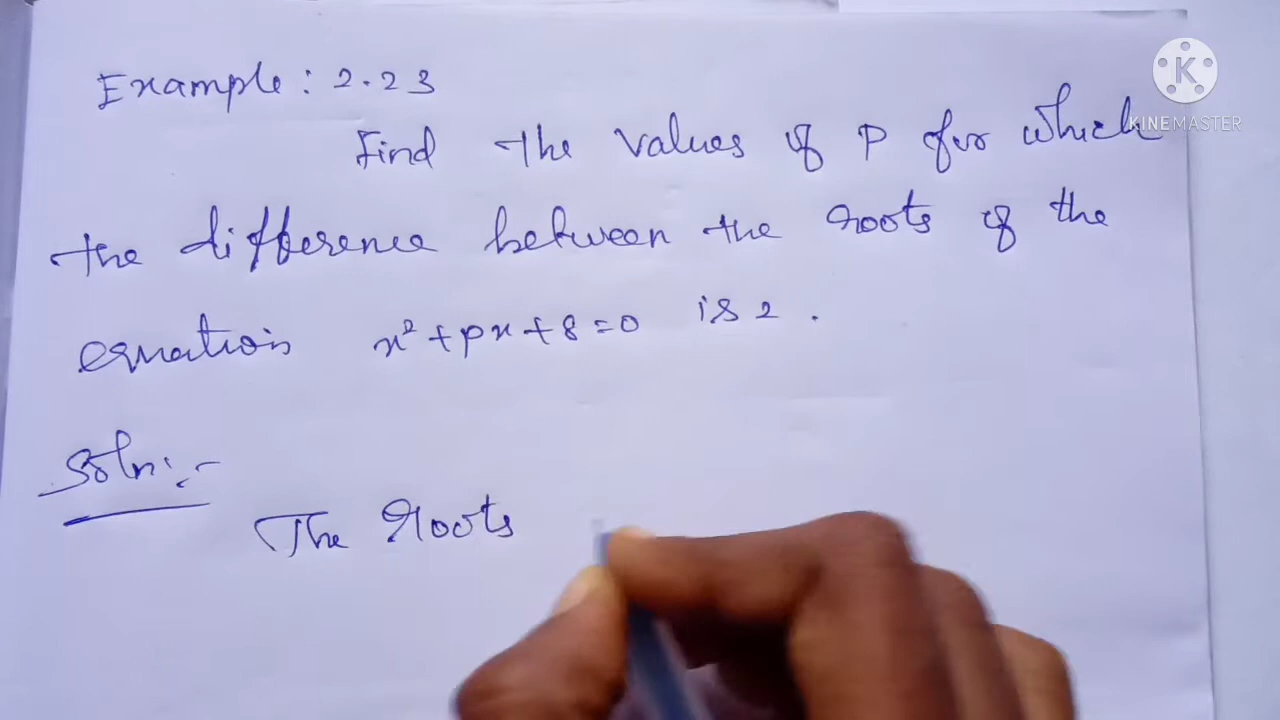 Example: 2.23
Find the values of P for which
the difference between the roots of the
equation x²+px+8=0 is 2.
Soln:-
The roots
K
KINEMASTER